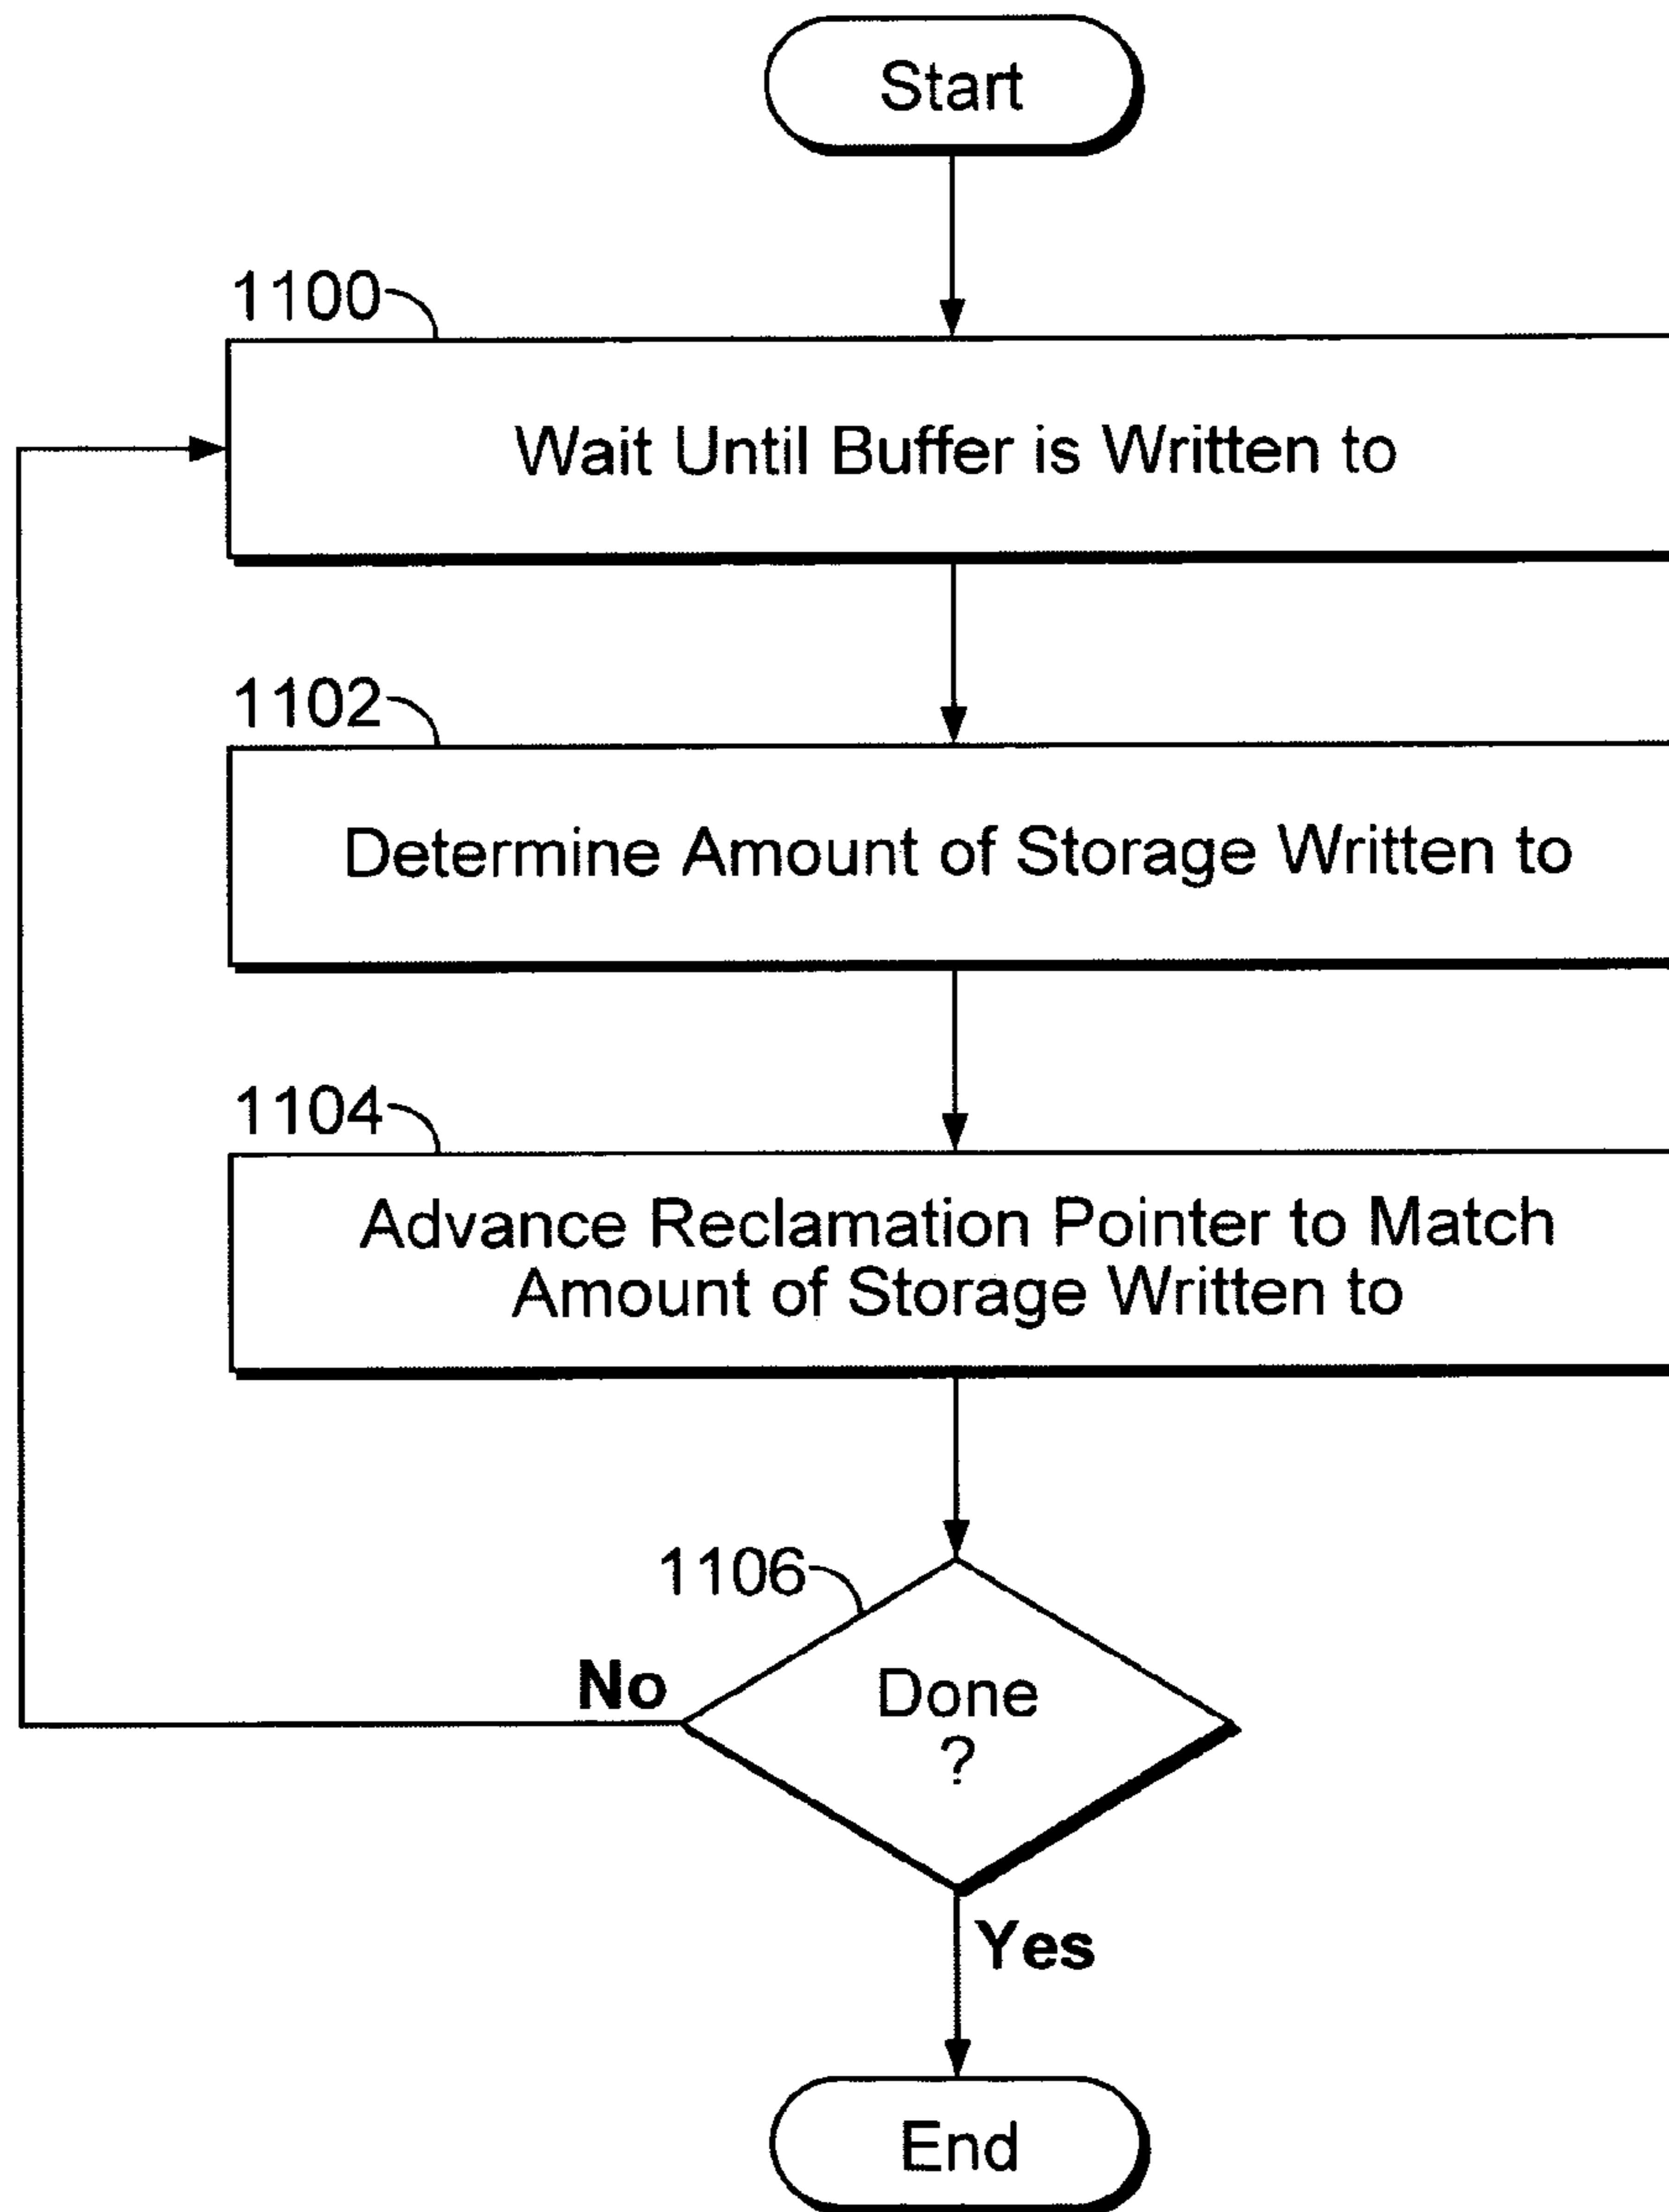 Start
1100
Wait Until Buffer is Written to
1102
Determine Amount of Storage Written to
1104
Advance Reclamation Pointer to Match
Amount of Storage Written to
1106
No
Done
?
Yes
End